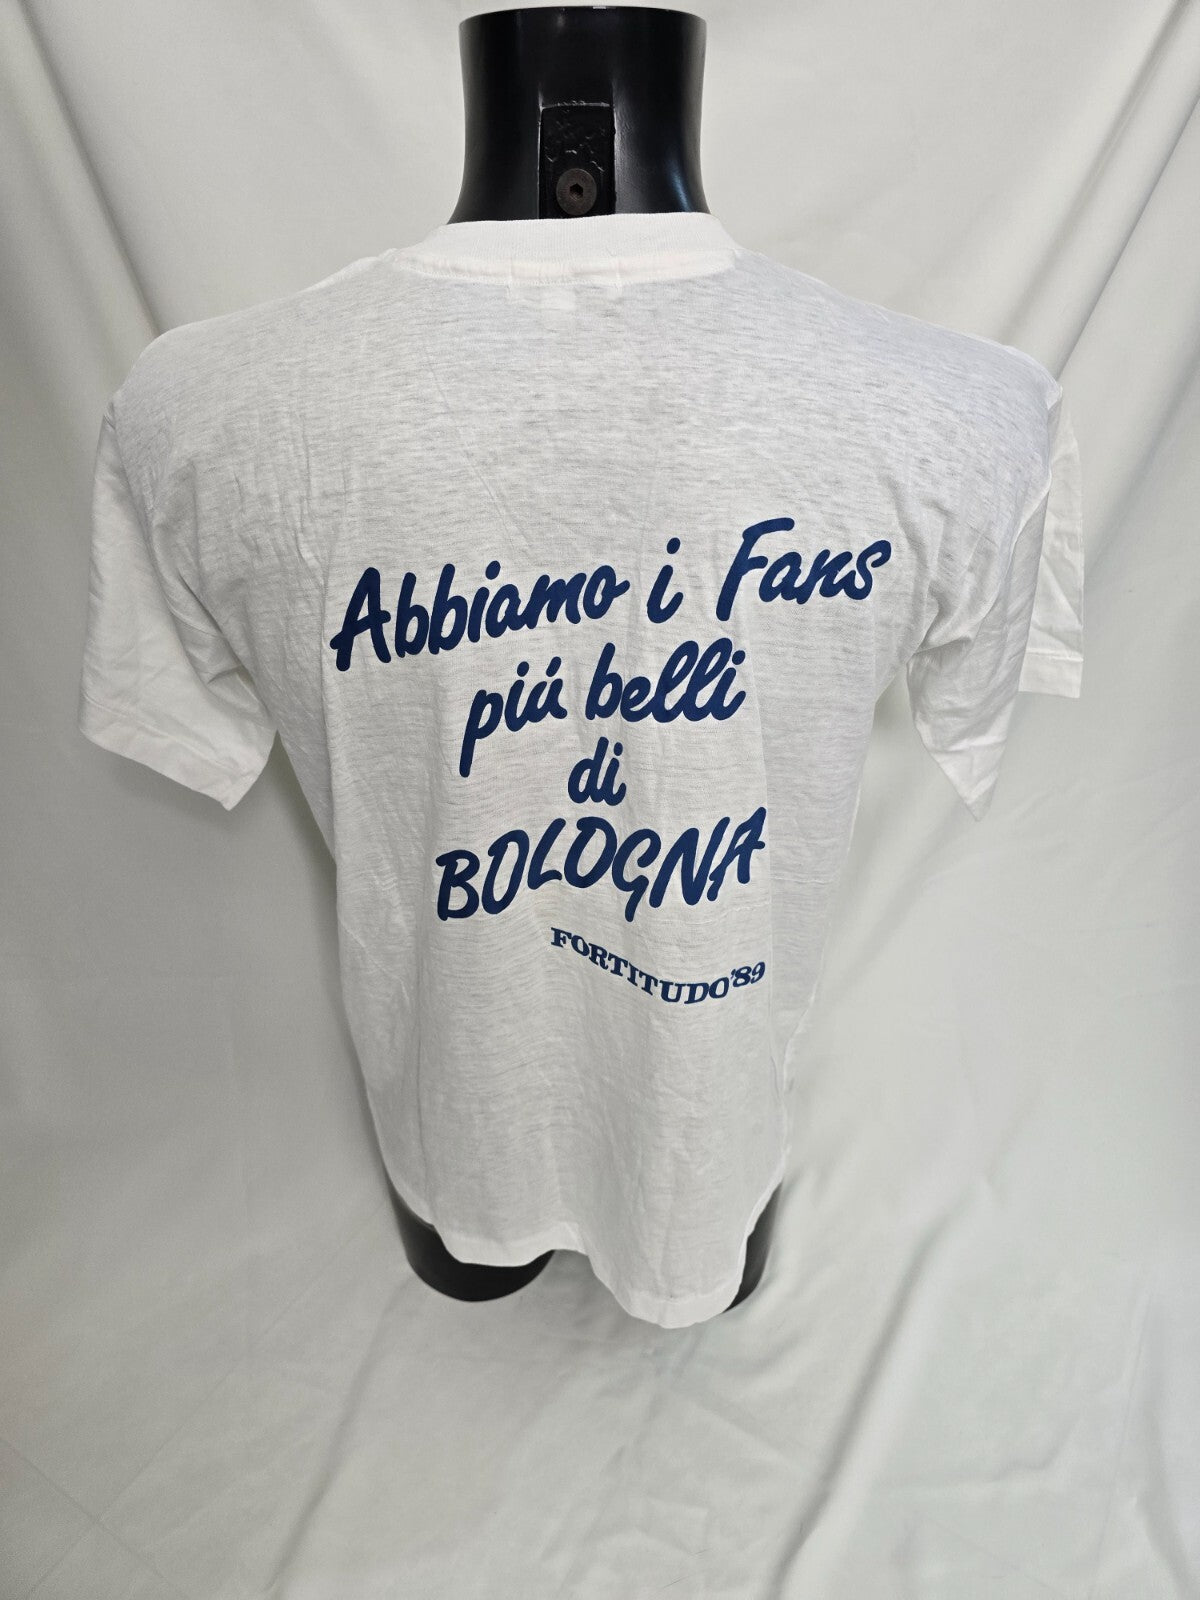 Abbiamo i Fans
piú belli
di
BOLOGNA
FORTITUDO '89